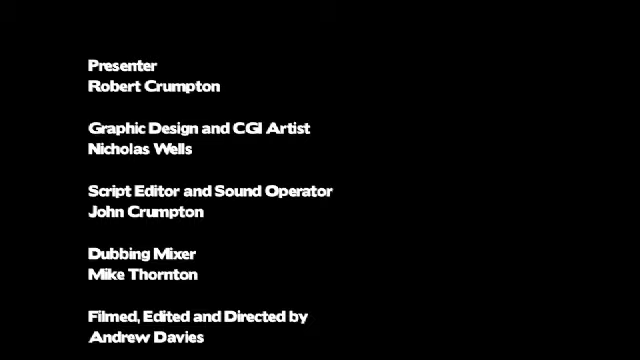 Presenter
Robert Crumpton
Graphic Design and CGI Artist
Nicholas Wells
Script Editor and Sound Operator
John Crumpton
Dubbing Mixer
Mike Thornton
Filmed, Edited and Directed by
Andrew Davies